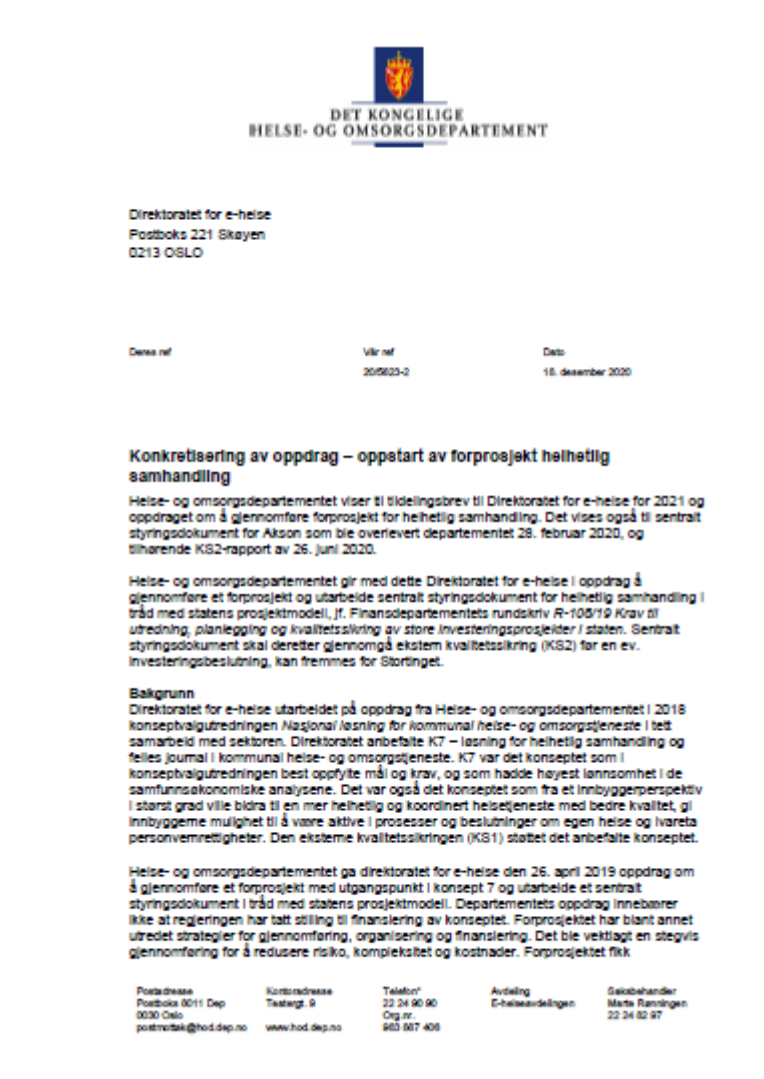 DET KONGELIGE
HELSE- OG OMSORGSDEPARTEMENT
Direktoratet for e-helse
Postboks 221 Skøyen
0213 OSLO
Deres ref
Vår ref
Dato
20/5623-2
18. desember 2020
Konkretisering av oppdrag – oppstart av forprosjekt helhetlig
samhandling
Helse- og omsorgsdepartementet viser til tildelingsbrev til Direktoratet for e-helse for 2021 og
oppdraget om å gjennomføre forprosjekt for helhetlig samhandling. Det vises også til sentralt
styringsdokument for Akson som ble overlevert departementet 28. februar 2020, og
tilhørende KS2-rapport av 26. juni 2020.
Helse- og omsorgsdepartementet gir med dette Direktoratet for e-helse i oppdrag å
gjennomføre et forprosjekt og utarbeide sentralt styringsdokument for helhetlig samhandling i
tråd med statens prosjektmodell, jf. Finansdepartementets rundskriv R-108/19 Krav til
utredning, planlegging og kvalitetssikring av store investeringsprosjekter i staten. Sentralt
styringsdokument skal deretter gjennomgå ekstern kvalitetssikring (KS2) før en ev.
investeringsbeslutning, kan fremmes for Stortinget.
Bakgrunn
Direktoratet for e-helse utarbeidet på oppdrag fra Helse- og omsorgsdepartementet i 2018
konseptvalgutredningen Nasjonal løsning for kommunal helse- og omsorgstjeneste i tett
samarbeid med sektoren. Direktoratet anbefalte K7 – løsning for helhetlig samhandling og
felles journal i kommunal helse- og omsorgstjeneste. K7 var det konseptet som i
konseptvalgutredningen best oppfylte mål og krav, og som hadde høyest lønnsomhet i de
samfunnsøkonomiske analysene. Det var også det konseptet som fra et innbyggerperspektiv
i størst grad ville bidra til en mer helhetlig og koordinert helsetjeneste med bedre kvalitet, gi
innbyggerne mulighet til å være aktive i prosesser og beslutninger om egen helse og ivareta
personvernrettigheter. Den eksterne kvalitetssikringen (KS1) støttet det anbefalte konseptet.
Helse- og omsorgsdepartementet ga direktoratet for e-helse den 26. april 2019 oppdrag om
å gjennomføre et forprosjekt med utgangspunkt i konsept 7 og utarbeide et sentralt
styringsdokument i tråd med statens prosjektmodell. Departementets oppdrag innebærer
ikke at regjeringen har tatt stilling til finansiering av konseptet. Forprosjektet har blant annet
utredet strategier for gjennomføring, organisering og finansiering. Det ble vektlagt en stegvis
gjennomføring for å redusere risiko, kompleksitet og kostnader. Forprosjektet fikk
Postadresse
Postboks 8011 Dep
0030 Oslo
postmottak@hod.dep.no
Kontoradresse
Teatergt. 9
www.hod.dep.no
Telefon*
22 24 90 90
Org.nr.
983 887 406
Avdeling
E-helseavdelingen
Saksbehandler
Marte Rønningen
22 24 82 97